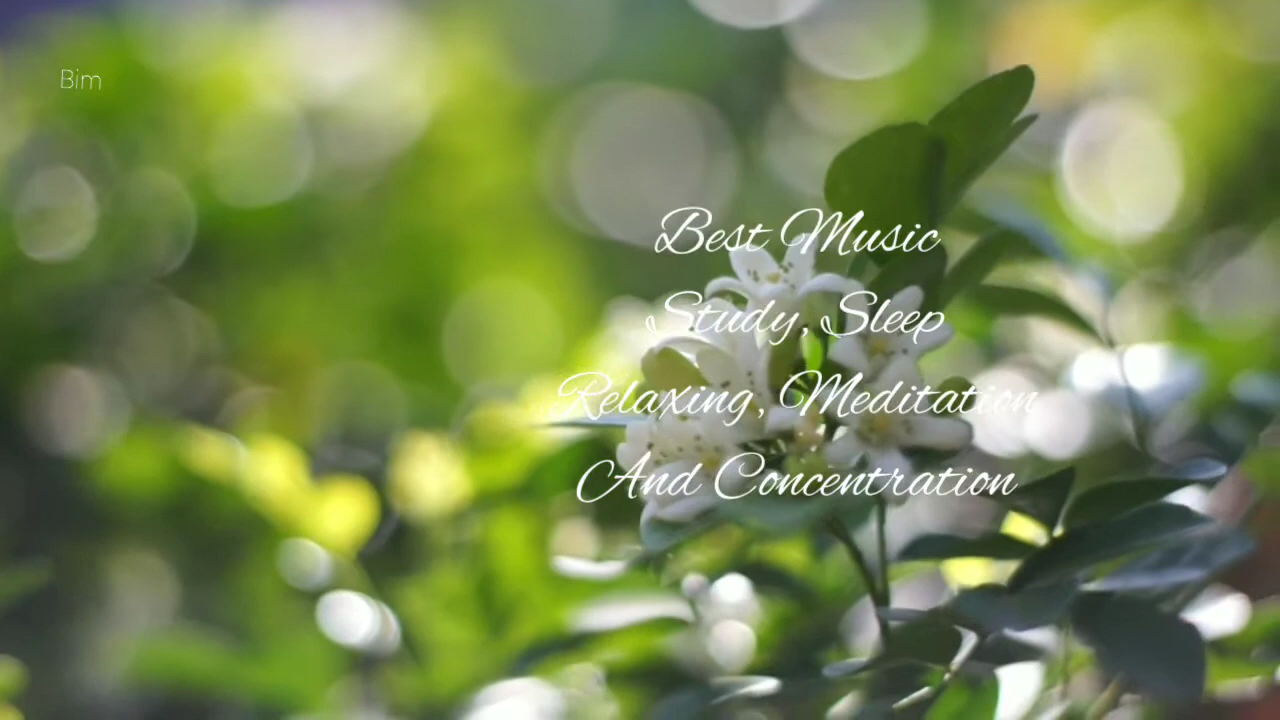 Bim
Best Music
Study, Sleep
Relaxing, Meditation
And Concentration